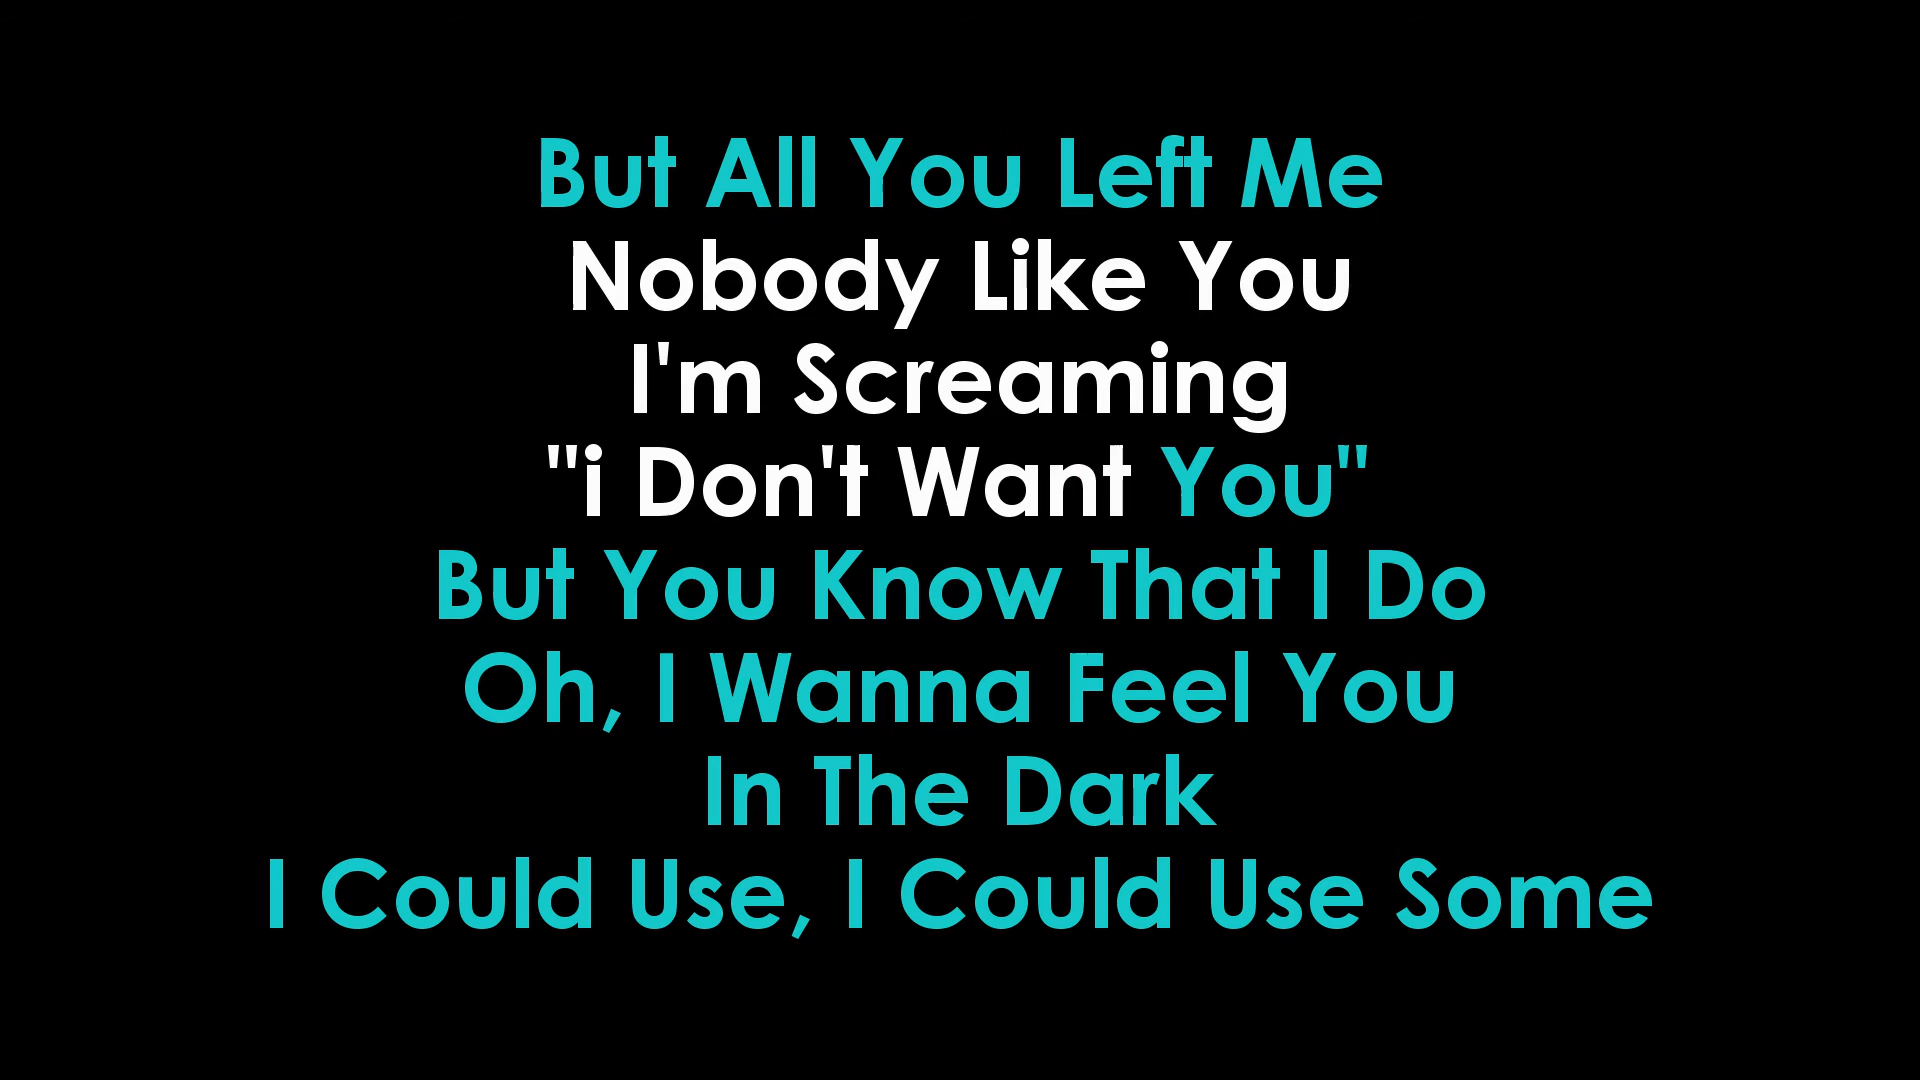 But All You Left Me
Nobody Like You
I'm Screaming
"i Don't Want You"
But You Know That I Do
Oh, I Wanna Feel You
In The Dark
I Could Use, I Could Use Some